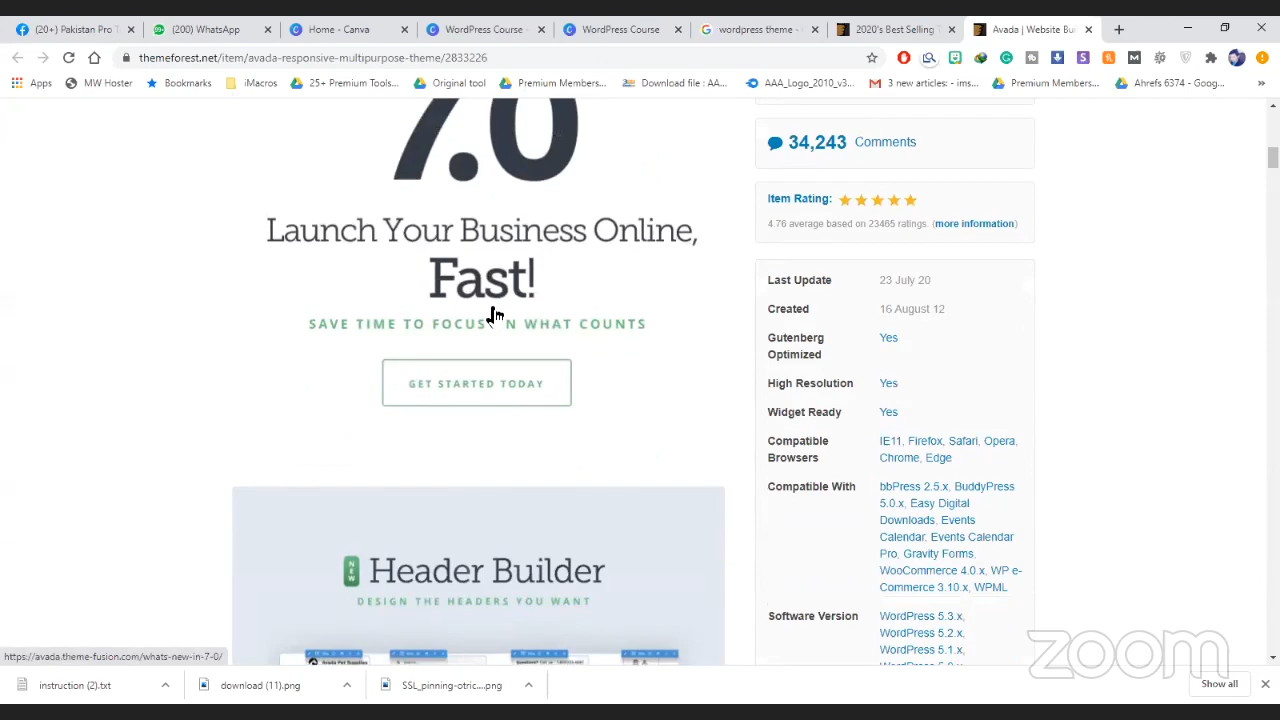 (20+) Pakistan Pro T
(200) WhatsApp
Home - Canva
WordPress Course -
WordPress Course
wordpress theme -
2020's Best Selling T
Avada | Website Bui
themeforest.net/item/avada-responsive-multipurpose-theme/2833226
Apps
MW Hoster
Bookmarks
iMacros
25+ Premium Tools...
Original tool
Premium Members...
Download file : AA...
AAA_Logo_2010_v3...
3 new articles: - ims...
Premium Members...
Ahrefs 6374 - Goog...
7.0
Launch Your Business Online,
Fast!
SAVE TIME TO FOCUS ON WHAT COUNTS
GET STARTED TODAY
NEW
Header Builder
DESIGN THE HEADERS YOU WANT
Avada Pet Supplies
34,243 Comments
Item Rating:
4.76 average based on 23465 ratings. (more information)
Last Update 23 July 20
Created 16 August 12
Gutenberg Yes
Optimized
High Resolution Yes
Widget Ready Yes
Compatible IE11, Firefox, Safari, Opera,
Browsers Chrome, Edge
Compatible With bbPress 2.5.x, BuddyPress
5.0.x, Easy Digital
Downloads, Events
Calendar, Events Calendar
Pro, Gravity Forms,
WooCommerce 4.0.x, WP e-
Commerce 3.10.x, WPML
Software Version WordPress 5.3.x,
WordPress 5.2.x,
WordPress 5.1.x,
zoom
https://avada.theme-fusion.com/whats-new-in-7-0/
instruction (2).txt
download (11).png
SSL_pinning-otric....png
Show all